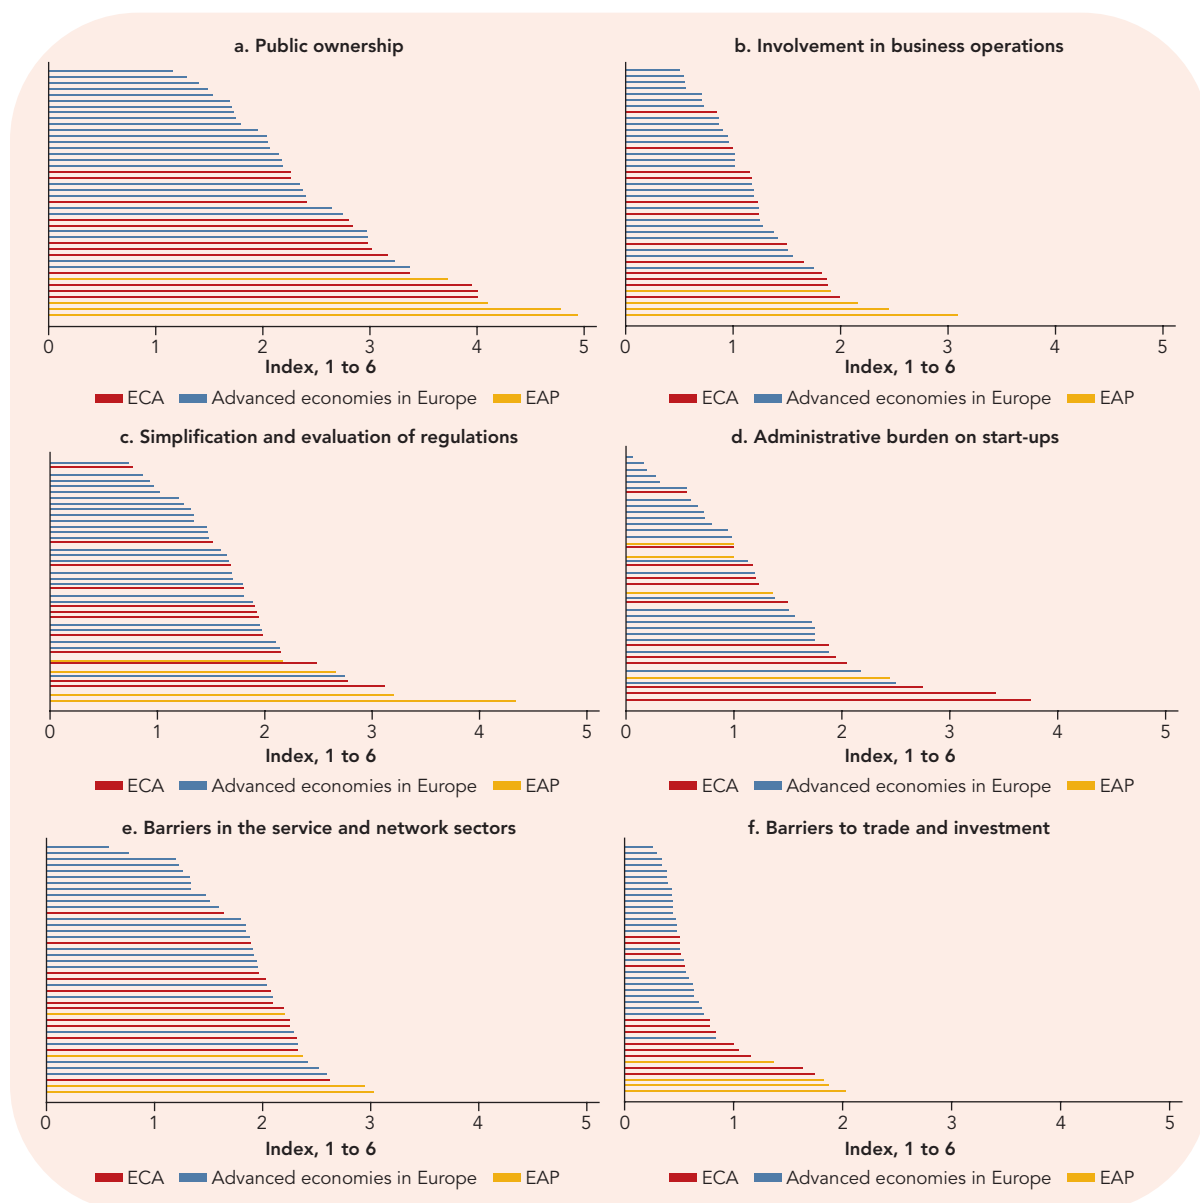 a. Public ownership
0 1 2 3 4 5
Index, 1 to 6
ECA Advanced economies in Europe EAP
b. Involvement in business operations
0 1 2 3 4 5
Index, 1 to 6
ECA Advanced economies in Europe EAP
c. Simplification and evaluation of regulations
0 1 2 3 4 5
Index, 1 to 6
ECA Advanced economies in Europe EAP
d. Administrative burden on start-ups
0 1 2 3 4 5
Index, 1 to 6
ECA Advanced economies in Europe EAP
e. Barriers in the service and network sectors
0 1 2 3 4 5
Index, 1 to 6
ECA Advanced economies in Europe EAP
f. Barriers to trade and investment
0 1 2 3 4 5
Index, 1 to 6
ECA Advanced economies in Europe EAP